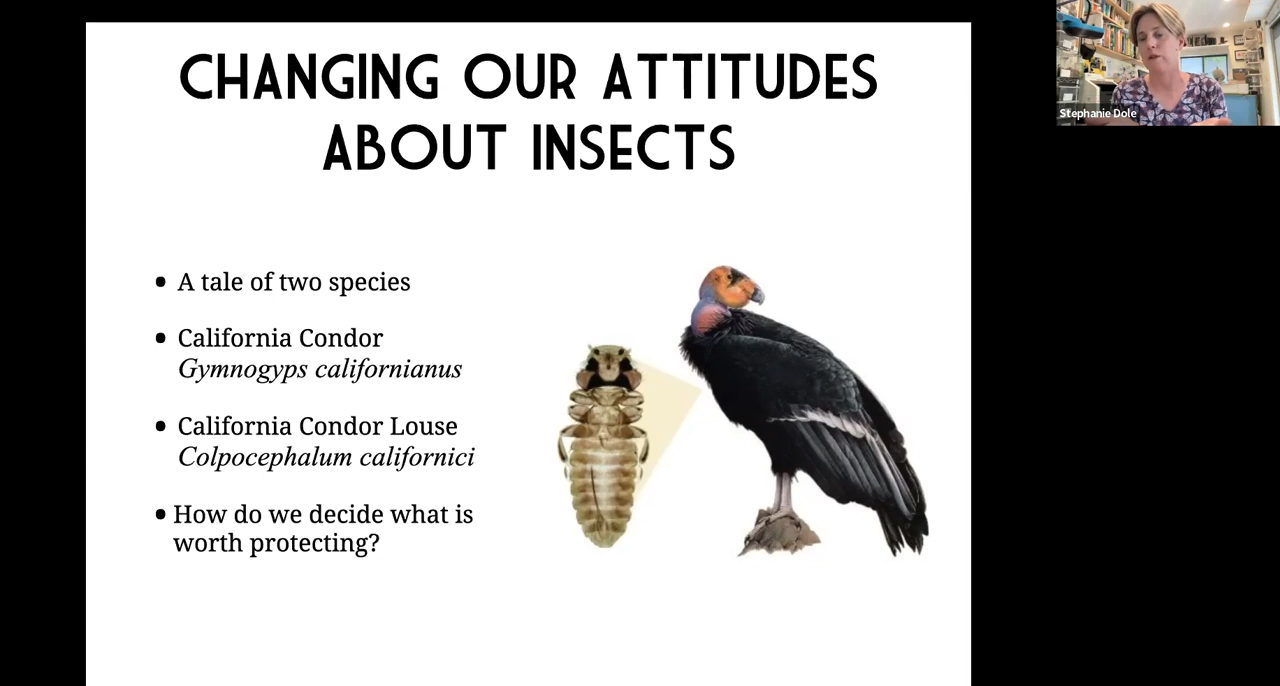 CHANGING OUR ATTITUDES
ABOUT INSECTS
• A tale of two species
• California Condor
Gymnogyps californianus
• California Condor Louse
Colpocephalum californici
• How do we decide what is
worth protecting?
Stephanie Dole